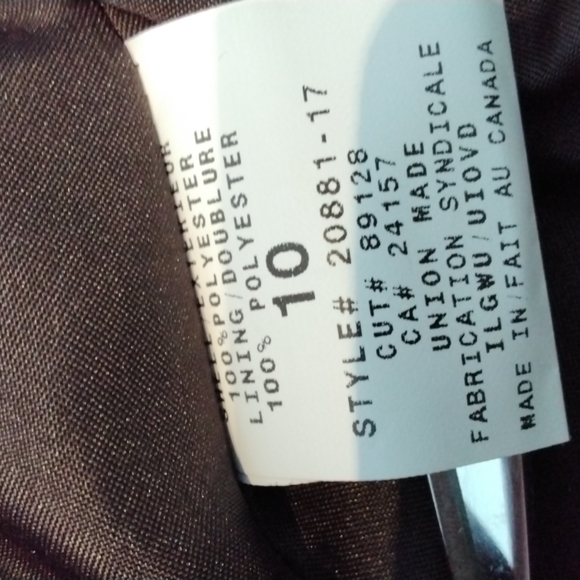 100%POLYESTER
LINING/DOUBLURE
100% POLYESTER
10
STYLE# 20881-17
CUT# 89128
CA# 24157
UNION MADE
FABRICATION SYNDICALE
ILGWU/UIOVD
MADE IN/FAIT AU CANADA